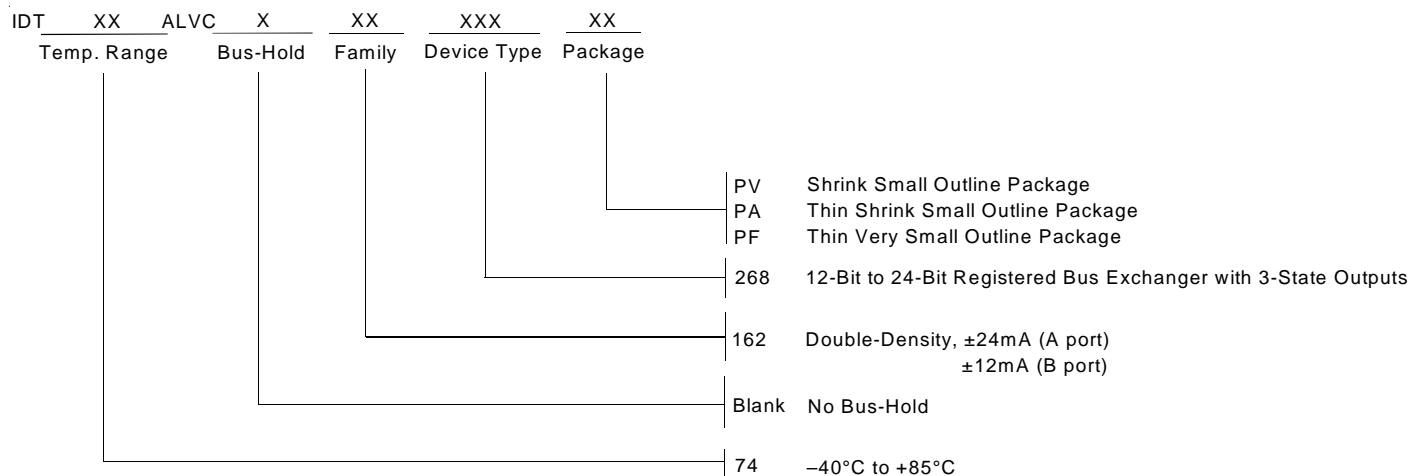 IDT XX ALVC X XX XXX XX
Temp. Range Bus-Hold Family Device Type Package
PV Shrink Small Outline Package
PA Thin Shrink Small Outline Package
PF Thin Very Small Outline Package
268 12-Bit to 24-Bit Registered Bus Exchanger with 3-State Outputs
162 Double-Density, ±24mA (A port)
±12mA (B port)
Blank No Bus-Hold
74 –40°C to +85°C